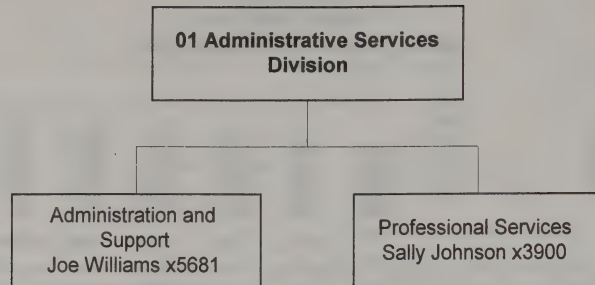 01 Administrative Services
Division
Administration and
Support
Joe Williams x5681
Professional Services
Sally Johnson x3900